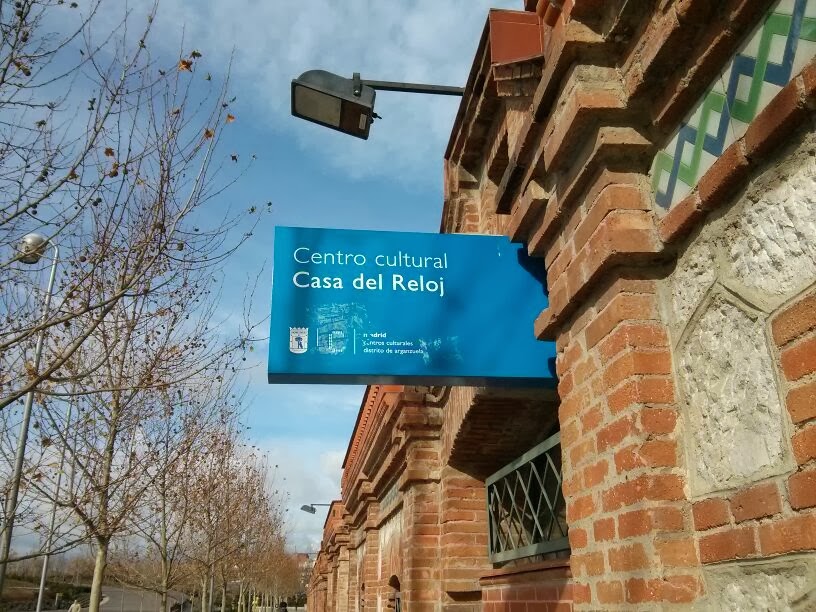 Centro cultural
Casa del Reloj
madrid
centros culturales
distrito de arganzuela